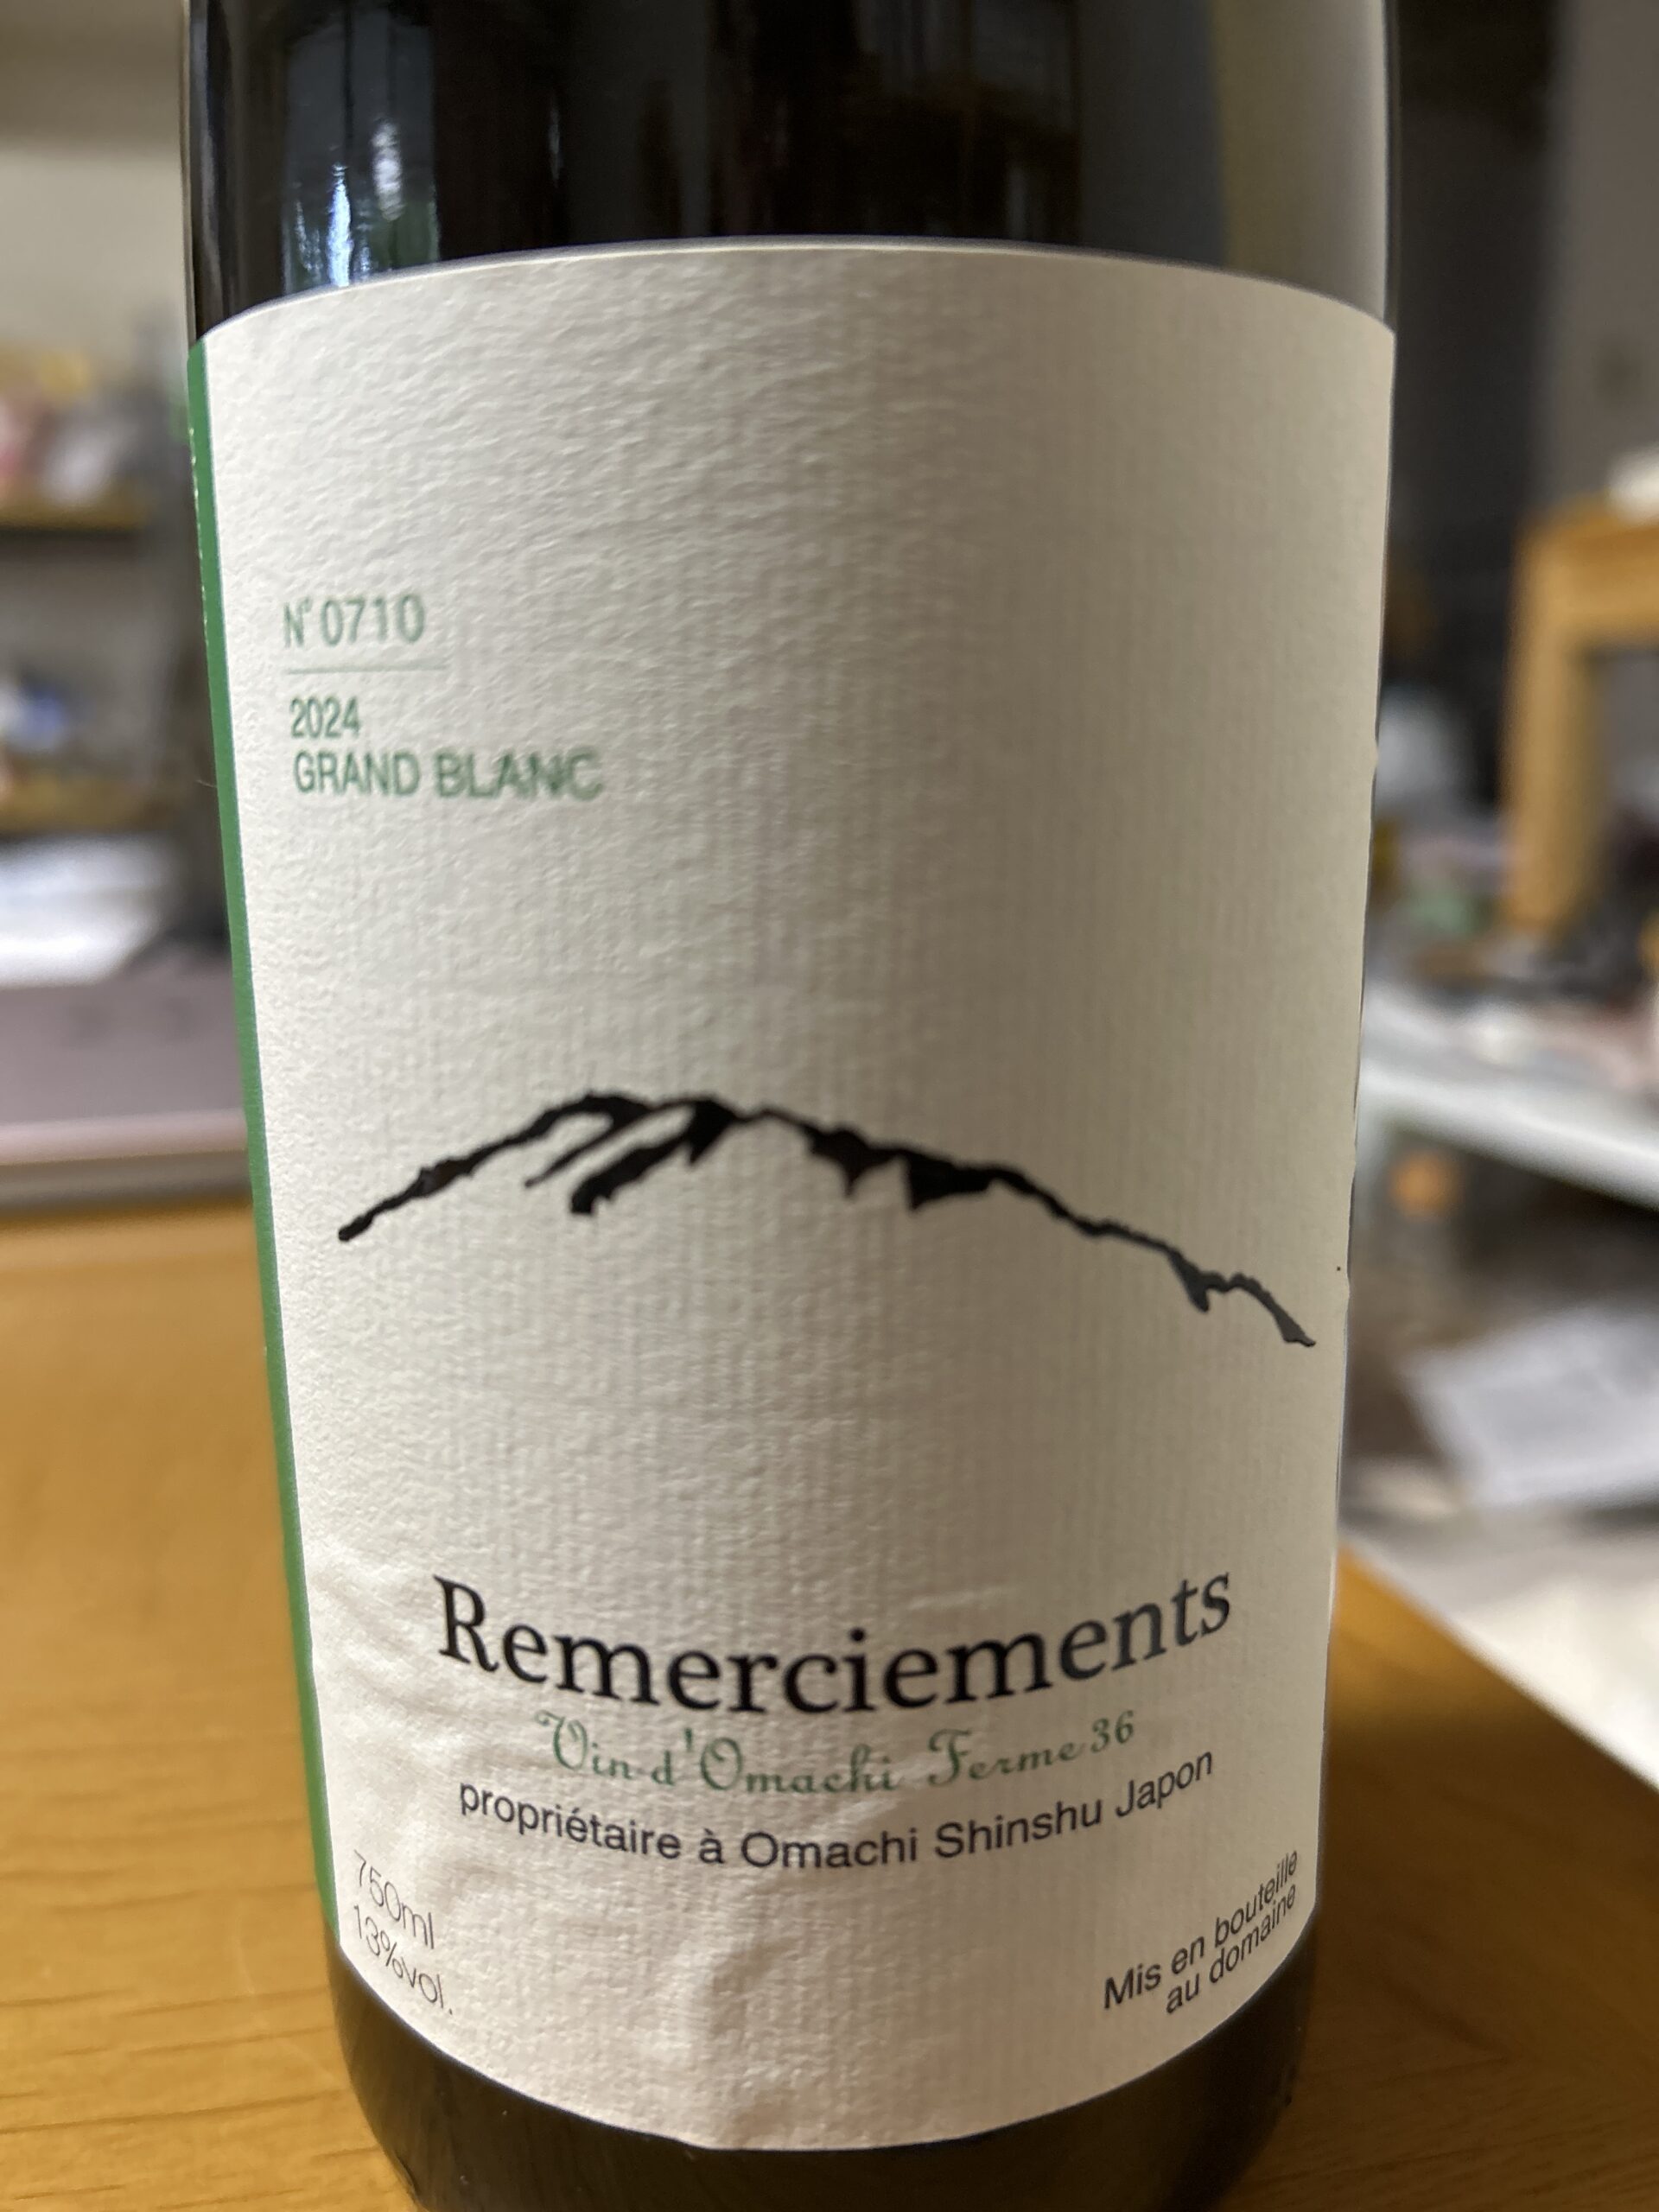 N° 0710
2024
GRAND BLANC
Remerciements
Vin d'Omachi Ferme 36
propriétaire à Omachi Shinshu Japon
750ml
13%vol.
Mis en bouteille
au domaine